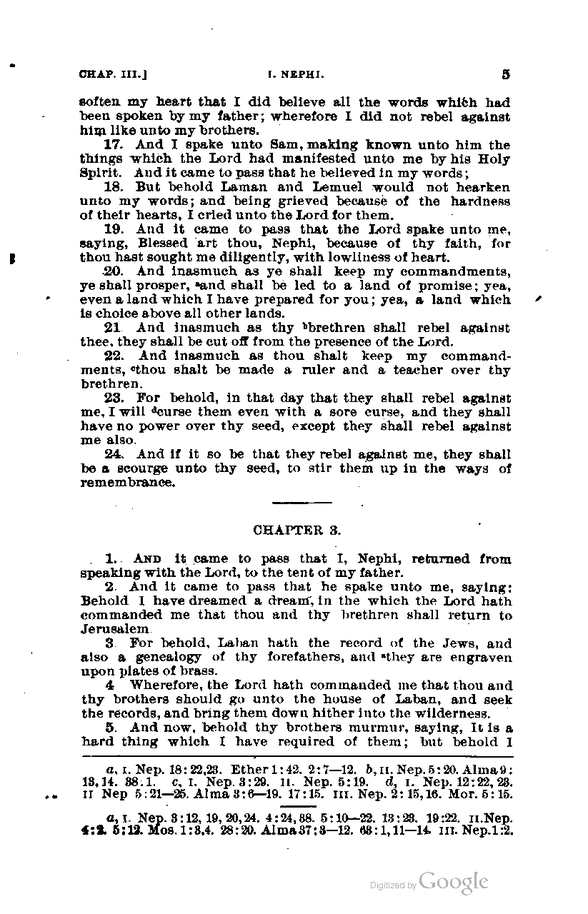 CHAP. III.] I. NEPHI. 5
soften my heart that I did believe all the words which had
been spoken by my father; wherefore I did not rebel against
him like unto my brothers.
17. And I spake unto Sam, making known unto him the
things which the Lord had manifested unto me by his Holy
Spirit. And it came to pass that he believed in my words;
18. But behold Laman and Lemuel would not hearken
unto my words; and being grieved because of the hardness
of their hearts, I cried unto the Lord for them.
19. And it came to pass that the Lord spake unto me,
saying, Blessed art thou, Nephi, because of thy faith, for
thou hast sought me diligently, with lowliness of heart.
20. And inasmuch as ye shall keep my commandments,
ye shall prosper, ᵃand shall be led to a land of promise; yea,
even a land which I have prepared for you; yea, a land which
is choice above all other lands.
21 And inasmuch as thy ᵇbrethren shall rebel against
thee, they shall be cut off from the presence of the Lord.
22. And inasmuch as thou shalt keep my command-
ments, ᶜthou shalt be made a ruler and a teacher over thy
brethren.
23. For behold, in that day that they shall rebel against
me, I will ᵈcurse them even with a sore curse, and they shall
have no power over thy seed, except they shall rebel against
me also.
24. And if it so be that they rebel against me, they shall
be a scourge unto thy seed, to stir them up in the ways of
remembrance.
CHAPTER 3.
1. AND it came to pass that I, Nephi, returned from
speaking with the Lord, to the tent of my father.
2. And it came to pass that he spake unto me, saying:
Behold I have dreamed a dream, in the which the Lord hath
commanded me that thou and thy brethren shall return to
Jerusalem
3 For behold, Laban hath the record of the Jews, and
also a genealogy of thy forefathers, and ᵃthey are engraven
upon plates of brass.
4 Wherefore, the Lord hath commanded me that thou and
thy brothers should go unto the house of Laban, and seek
the records, and bring them down hither into the wilderness.
5. And now, behold thy brothers murmur, saying, It is a
hard thing which I have required of them; but behold I
a, I. Nep. 18:22,23. Ether 1:42. 2:7—12. b, II. Nep. 5:20. Alma 9:
13,14. 38:1. c, I. Nep. 3:29. II. Nep. 5:19. d, I. Nep. 12:22,23.
II Nep 5:21—25. Alma 3:6—19. 17:15. III. Nep. 2:15,16. Mor. 5:15.
a, I. Nep. 3:12, 19, 20,24. 4:24,38. 5:10—22. 13:23. 19:22. II.Nep.
4:2. 5:12. Mos. 1:3,4. 28:20. Alma 37:3—12. 63:1,11—14. III. Nep.1:2.
Digitized by Google